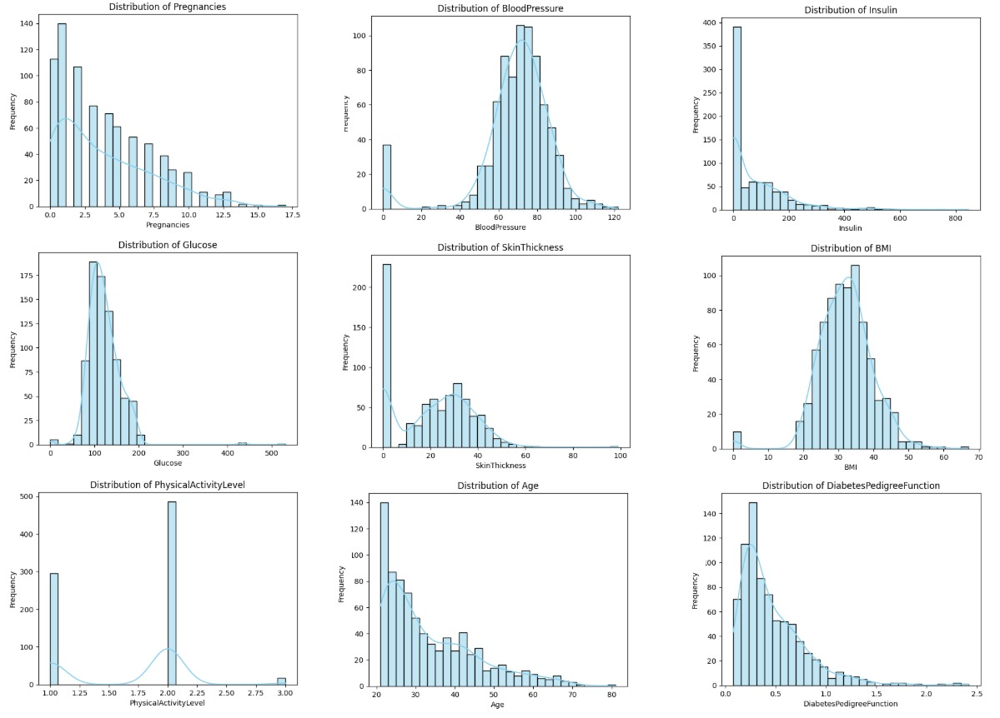 Distribution of Pregnancies
Frequency
140
120
100
80
60
40
20
0
0.0 2.5 5.0 7.5 10.0 12.5 15.0 17.5
Pregnancies
Distribution of BloodPressure
Frequency
100
80
60
40
20
0
0 20 40 60 80 100 120
BloodPressure
Distribution of Insulin
Frequency
400
350
300
250
200
150
100
50
0
0 200 400 600 800
Insulin
Distribution of Glucose
Frequency
175
150
125
100
75
50
25
0
0 100 200 300 400 500
Glucose
Distribution of SkinThickness
Frequency
200
150
100
50
0
0 20 40 60 80 100
SkinThickness
Distribution of BMI
Frequency
100
80
60
40
20
0
0 10 20 30 40 50 60 70
BMI
Distribution of PhysicalActivityLevel
Frequency
500
400
300
200
100
0
1.00 1.25 1.50 1.75 2.00 2.25 2.50 2.75 3.00
PhysicalActivityLevel
Distribution of Age
Frequency
140
120
100
80
60
40
20
0
20 30 40 50 60 70 80
Age
Distribution of DiabetesPedigreeFunction
Frequency
140
120
100
80
60
40
20
0
0.0 0.5 1.0 1.5 2.0 2.5
DiabetesPedigreeFunction